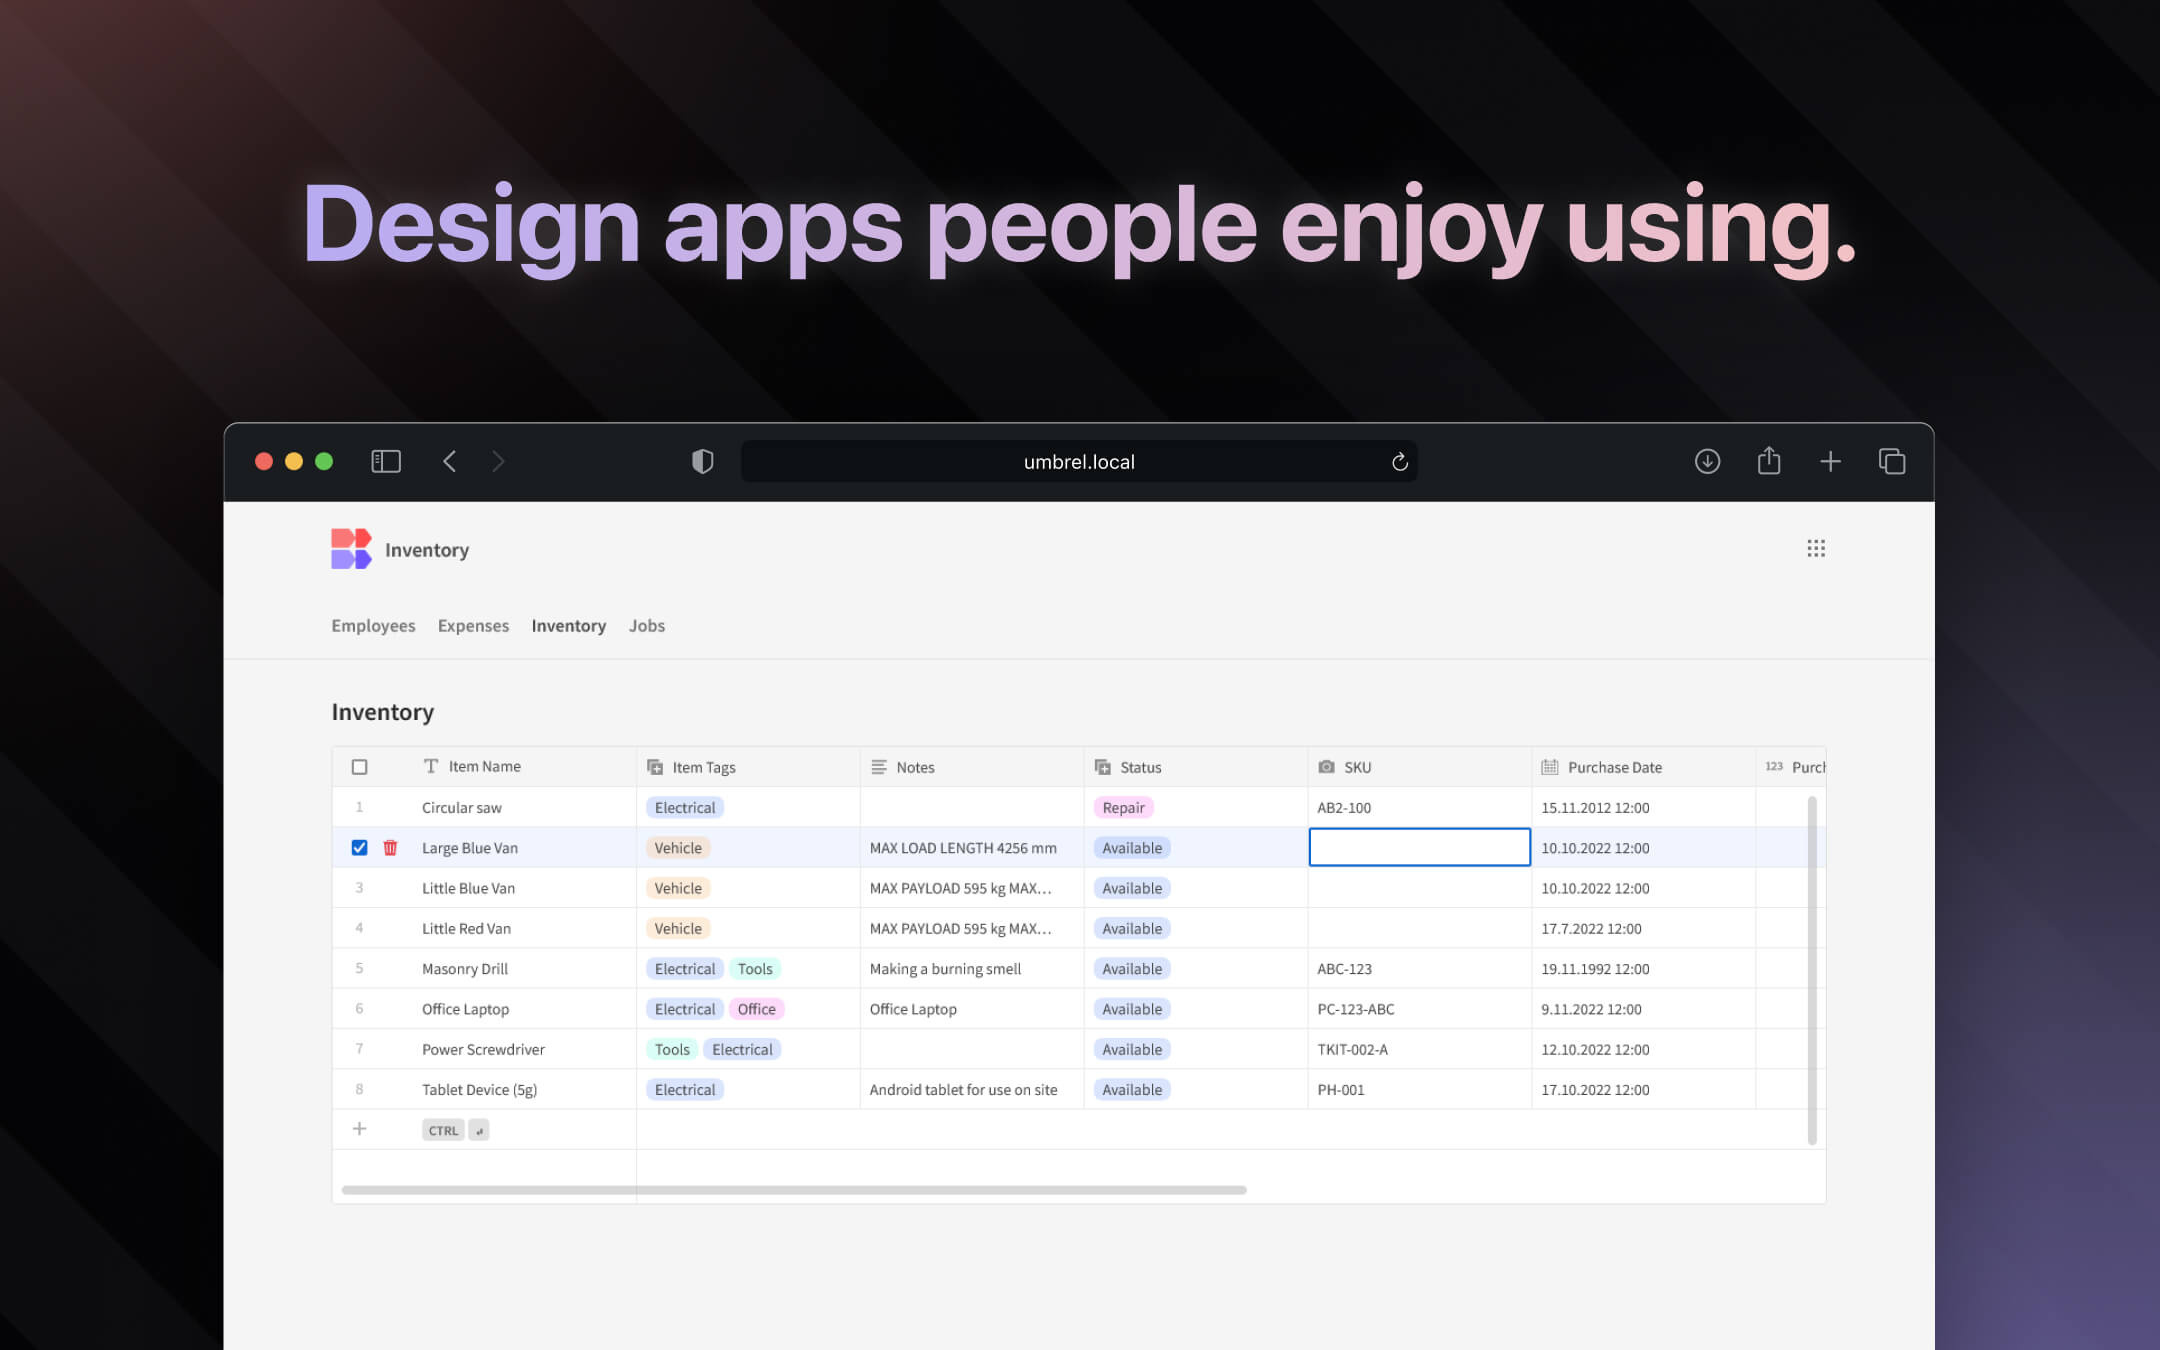 Design apps people enjoy using.
umbrel.local
Inventory
Employees Expenses Inventory Jobs
Inventory
Item Name Item Tags Notes Status SKU Purchase Date 123 Purch
1 Circular saw Electrical Repair AB2-100 15.11.2012 12:00
Large Blue Van Vehicle MAX LOAD LENGTH 4256 mm Available 10.10.2022 12:00
3 Little Blue Van Vehicle MAX PAYLOAD 595 kg MAX... Available 10.10.2022 12:00
4 Little Red Van Vehicle MAX PAYLOAD 595 kg MAX... Available 17.7.2022 12:00
5 Masonry Drill Electrical Tools Making a burning smell Available ABC-123 19.11.1992 12:00
6 Office Laptop Electrical Office Office Laptop Available PC-123-ABC 9.11.2022 12:00
7 Power Screwdriver Tools Electrical Available TKIT-002-A 12.10.2022 12:00
8 Tablet Device (5g) Electrical Android tablet for use on site Available PH-001 17.10.2022 12:00
CTRL